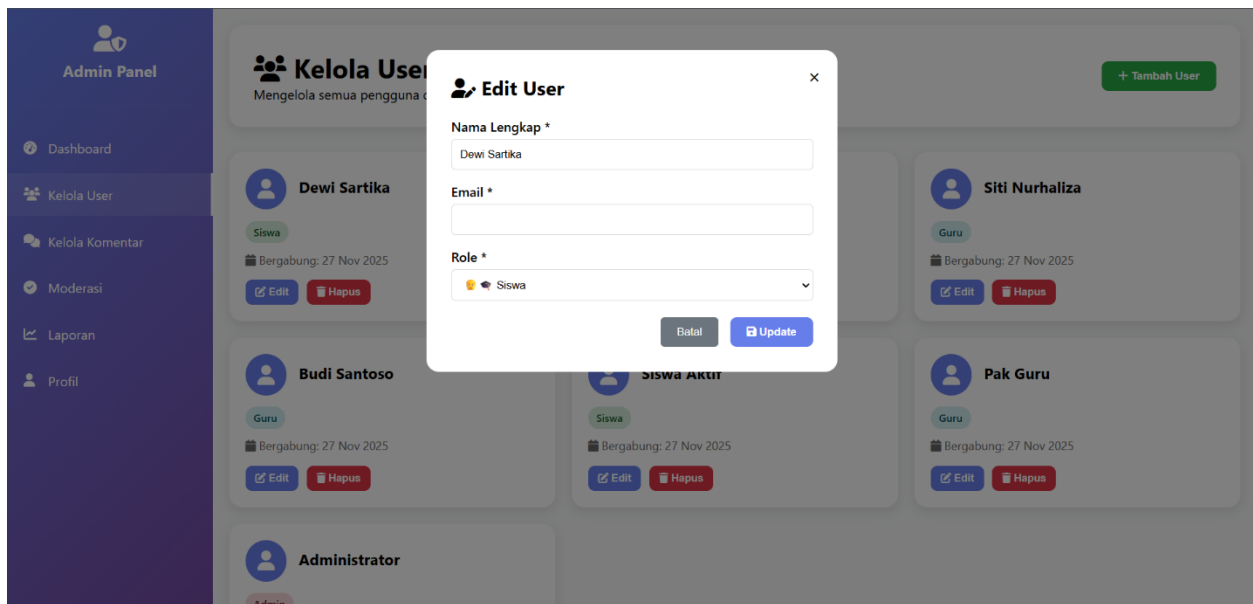 Admin Panel
Dashboard
Kelola User
Kelola Komentar
Moderasi
Laporan
Profil
Kelola User
Mengelola semua pengguna
+ Tambah User
Edit User
×
Nama Lengkap *
Dewi Sartika
Email *
Role *
Siswa
Batal
Update
Dewi Sartika
Siswa
Bergabung: 27 Nov 2025
Edit
Hapus
Siti Nurhaliza
Guru
Bergabung: 27 Nov 2025
Edit
Hapus
Budi Santoso
Guru
Bergabung: 27 Nov 2025
Edit
Hapus
Siswa Aktif
Siswa
Bergabung: 27 Nov 2025
Edit
Hapus
Pak Guru
Guru
Bergabung: 27 Nov 2025
Edit
Hapus
Administrator
Admin